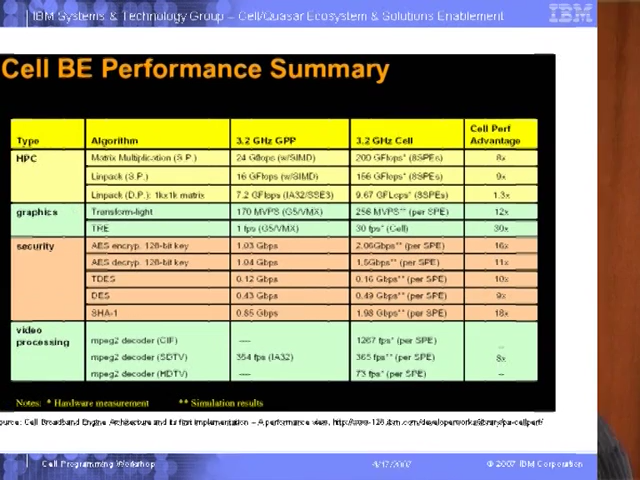 IBM Systems & Technology Group – Cell/Quasar Ecosystem & Solutions Enablement
IBM
Cell BE Performance Summary
Type Algorithm 3.2 GHz GPP 3.2 GHz Cell Cell Perf Advantage
HPC Matrix Multiplication (S.P.) 24 Gflops (w/SIMD) 200 GFlops* (8SPEs) 8x
Linpack (S.P.) 16 GFlops (w/SIMD) 156 GFlops* (8SPEs) 9x
Linpack (D.P.): 1kx1k matrix 7.2 GFlops (IA32/SSE3) 9.67 GFLops* (8SPEs) 1.3x
graphics Transform-light 170 MVPS (G5/VMX) 256 MVPS** (per SPE) 12x
TRE 1 fps (G5/VMX) 30 fps* (Cell) 30x
security AES encryp. 128-bit key 1.03 Gbps 2.06Gbps** (per SPE) 16x
AES decryp. 128-bit key 1.04 Gbps 1.5Gbps** (per SPE) 11x
TDES 0.12 Gbps 0.16 Gbps** (per SPE) 10x
DES 0.43 Gbps 0.49 Gbps** (per SPE) 9x
SHA-1 0.85 Gbps 1.98 Gbps** (per SPE) 18x
video processing mpeg2 decoder (CIF) ---- 1267 fps* (per SPE) --
mpeg2 decoder (SDTV) 354 fps (IA32) 365 fps** (per SPE) 8x
mpeg2 decoder (HDTV) ---- 73 fps* (per SPE) --
Notes: * Hardware measurement ** Simulation results
ource: Cell Broadband Engine Architecture and its first implementation – A performance view, http://www-128.ibm.com/developerworks/library/pa-cellperf/
Cell Programming Workshop 4/17/2007 © 2007 IBM Corporation